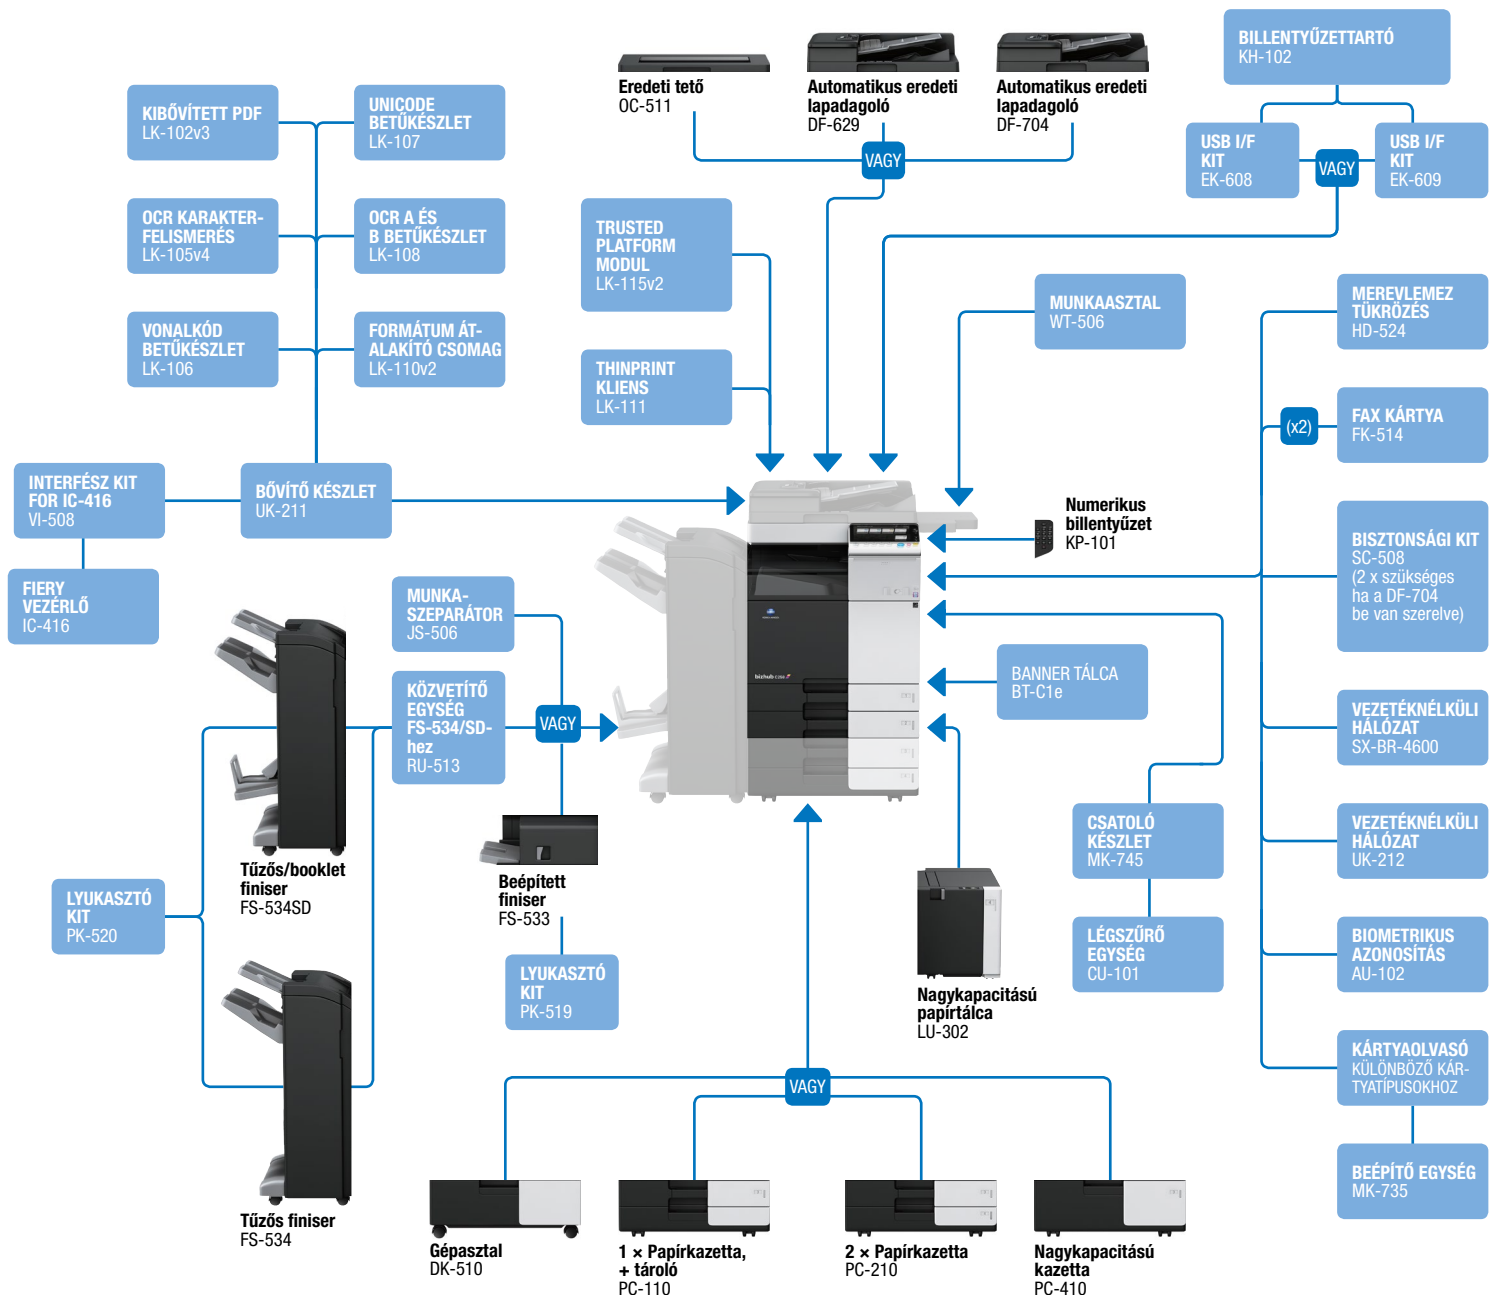 Eredeti tető
OC-511
Automatikus eredeti
lapadagoló
DF-629
Automatikus eredeti
lapadagoló
DF-704
VAGY
BILLENTYŰZETTARTÓ
KH-102
USB I/F
KIT
EK-608
VAGY
USB I/F
KIT
EK-609
KIBŐVÍTETT PDF
LK-102v3
UNICODE
BETŰKÉSZLET
LK-107
OCR KARAKTER-
FELISMERÉS
LK-105v4
OCR A ÉS
B BETŰKÉSZLET
LK-108
VONALKÓD
BETŰKÉSZLET
LK-106
FORMÁTUM ÁT-
ALAKÍTÓ CSOMAG
LK-110v2
TRUSTED
PLATFORM
MODUL
LK-115v2
THINPRINT
KLIENS
LK-111
MUNKAASZTAL
WT-506
MEREVLEMEZ
TÜKRÖZÉS
HD-524
(x2)
FAX KÁRTYA
FK-514
INTERFÉSZ KIT
FOR IC-416
VI-508
BŐVÍTŐ KÉSZLET
UK-211
FIERY
VEZÉRLŐ
IC-416
Numerikus
billentyűzet
KP-101
BISZTONSÁGI KIT
SC-508
(2 x szükséges
ha a DF-704
be van szerelve)
MUNKA-
SZEPARÁTOR
JS-506
KÖZVETÍTŐ
EGYSÉG
FS-534/SD-
hez
RU-513
VAGY
bizhub C258
BANNER TÁLCA
BT-C1e
VEZETÉKNÉLKÜLI
HÁLÓZAT
SX-BR-4600
CSATOLÓ
KÉSZLET
MK-745
VEZETÉKNÉLKÜLI
HÁLÓZAT
UK-212
Tűzős/booklet
finiser
FS-534SD
Beépített
finiser
FS-533
LYUKASZTÓ
KIT
PK-520
LYUKASZTÓ
KIT
PK-519
LÉGSZŰRŐ
EGYSÉG
CU-101
BIOMETRIKUS
AZONOSÍTÁS
AU-102
Nagykapacitású
papírtálca
LU-302
KÁRTYAOLVASÓ
KÜLÖNBÖZŐ KÁR-
TYATÍPUSOKHOZ
VAGY
BEÉPÍTŐ EGYSÉG
MK-735
Tűzős finiser
FS-534
Gépasztal
DK-510
1 × Papírkazetta,
+ tároló
PC-110
2 × Papírkazetta
PC-210
Nagykapacitású
kazetta
PC-410